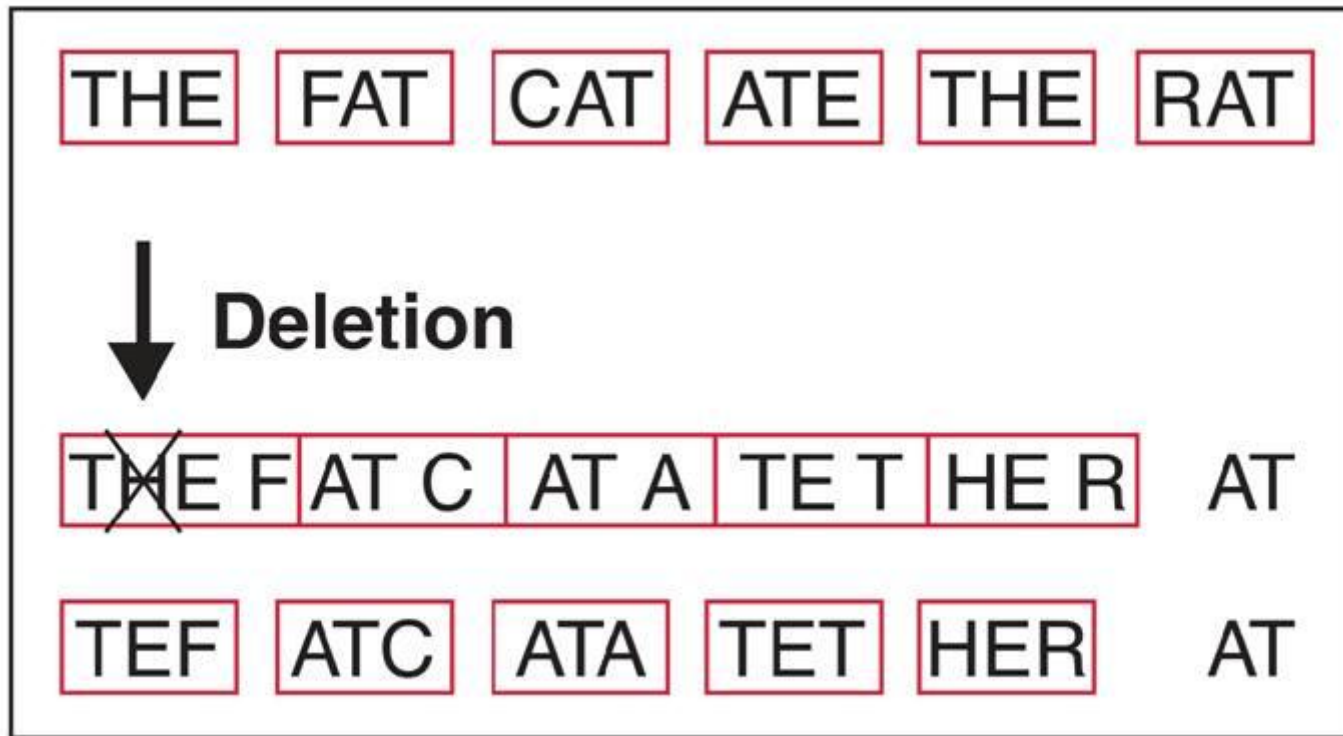 THE FAT CAT ATE THE RAT
Deletion
THE F AT C AT A TE T HE R AT
TEF ATC ATA TET HER AT